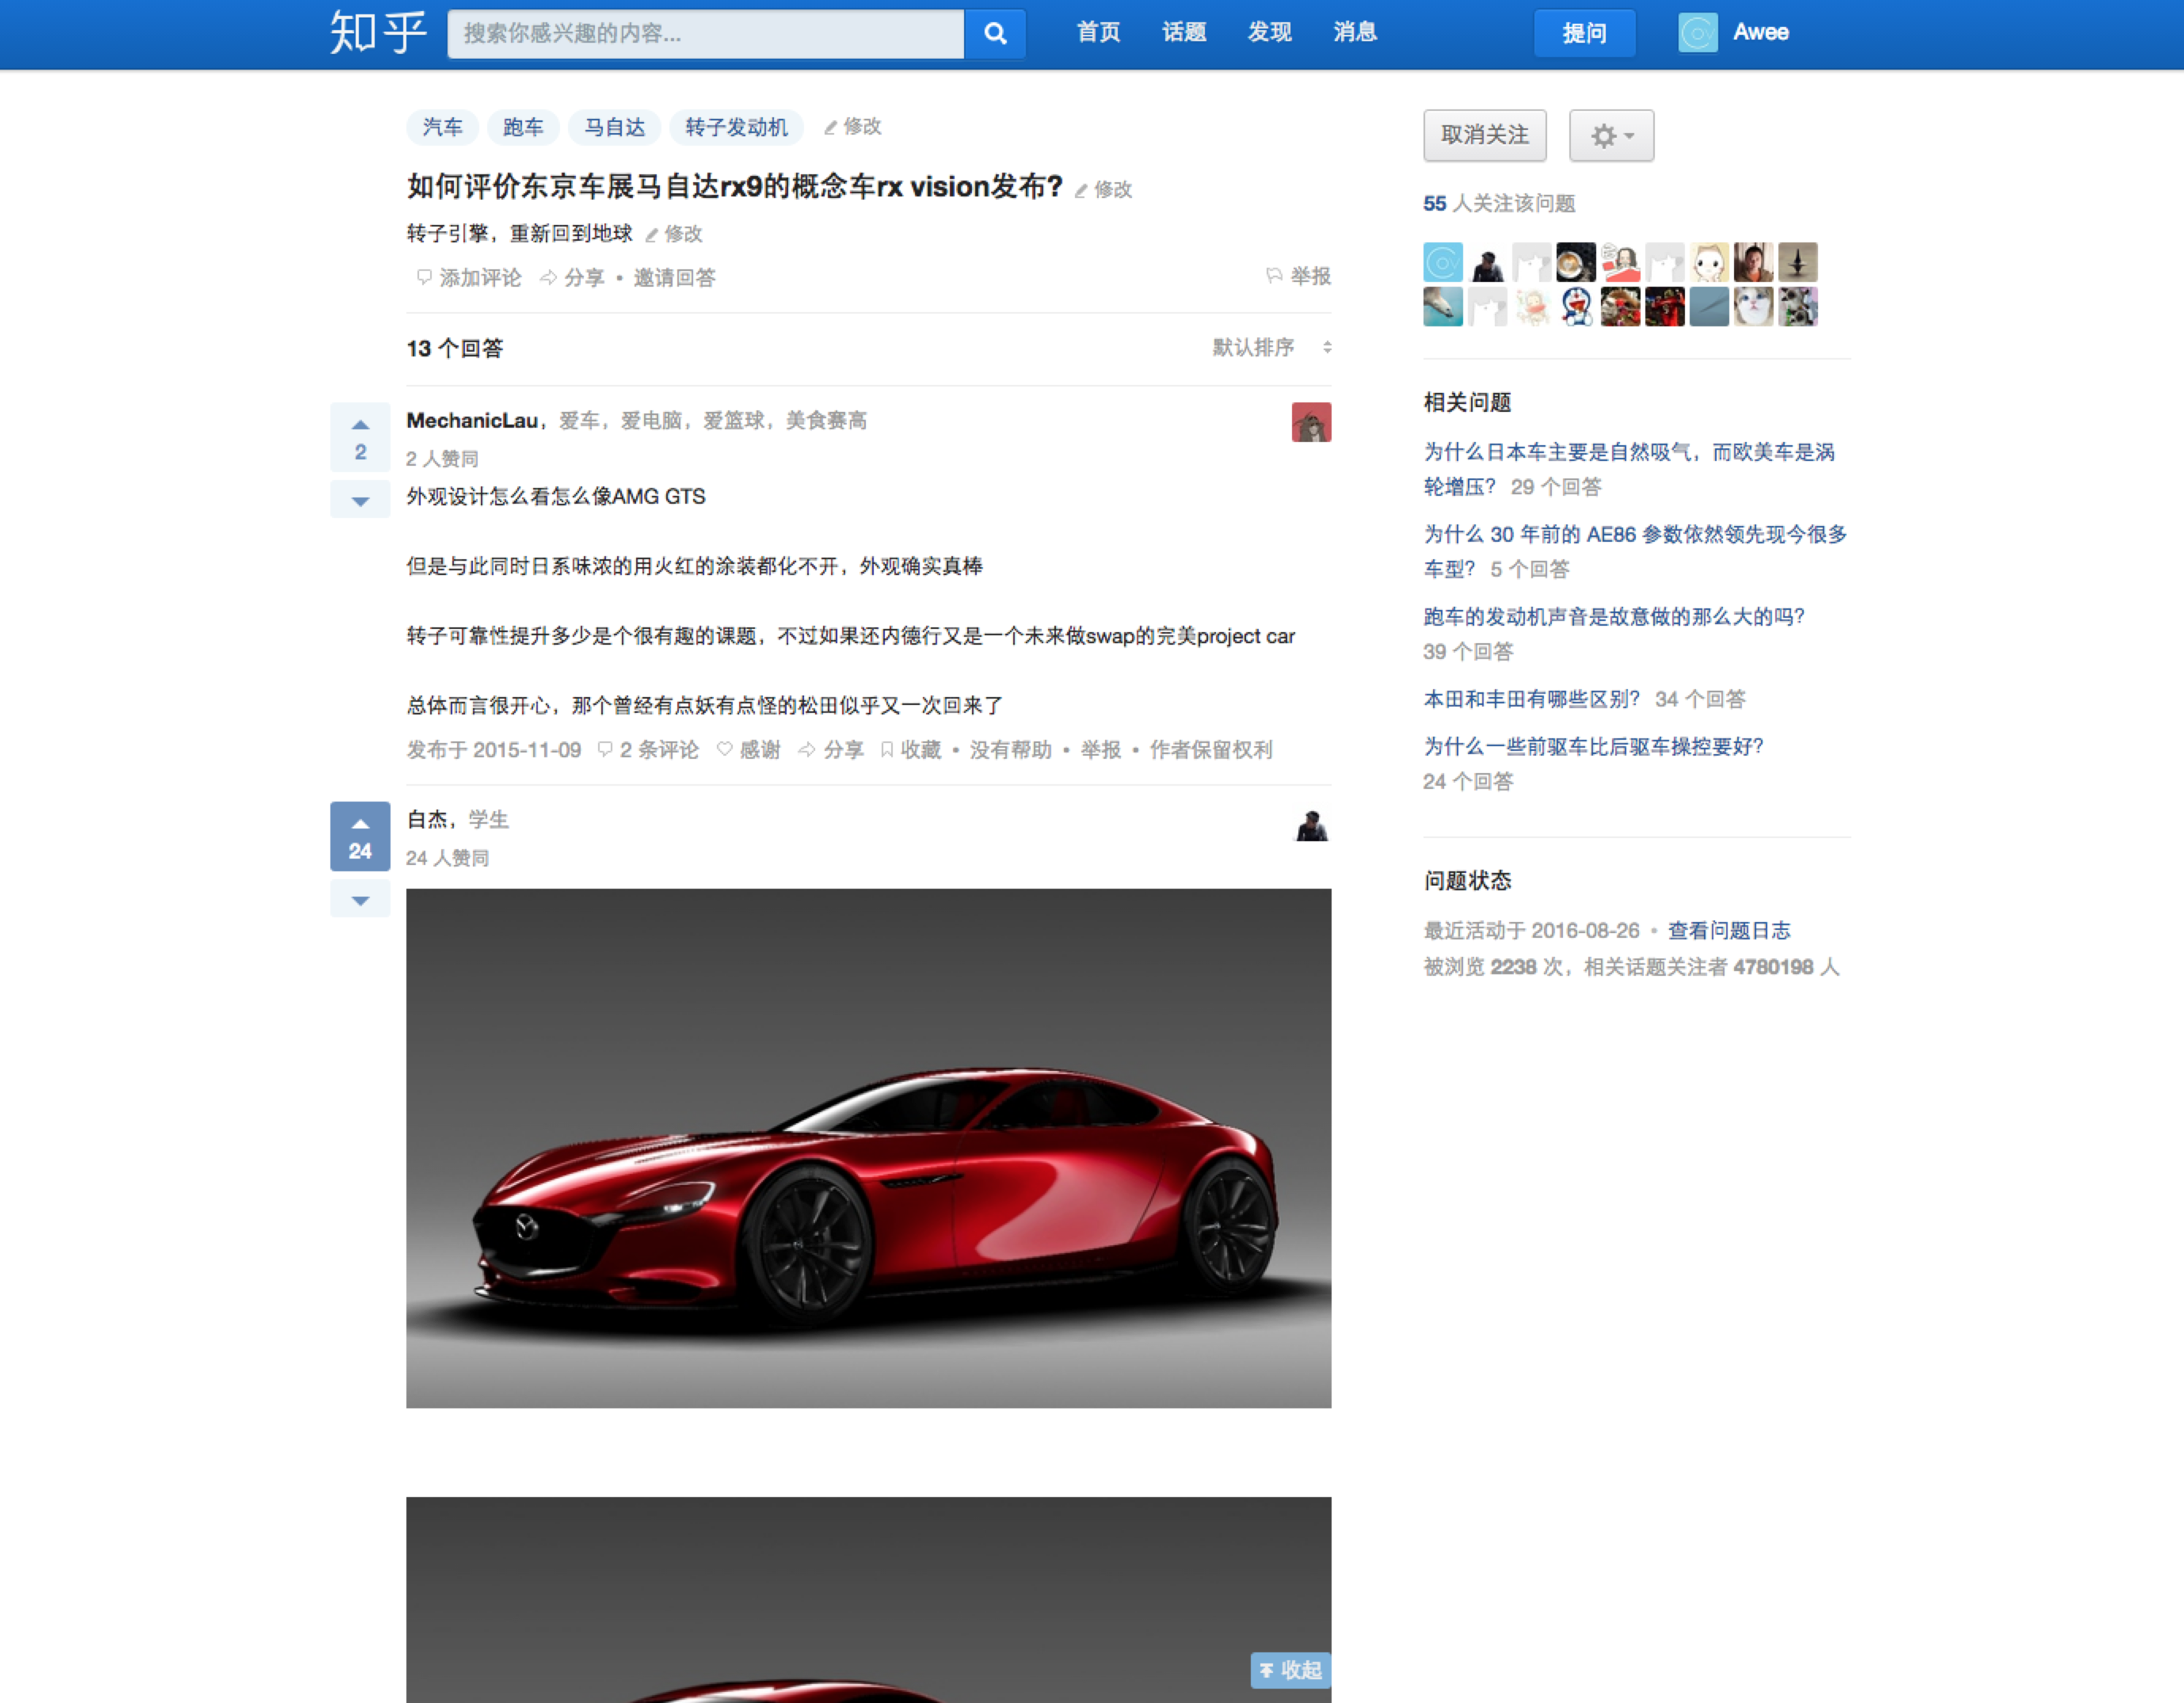 知乎
搜索你感兴趣的内容...
首页 话题 发现 消息
提问
Awee
汽车 跑车 马自达 转子发动机 修改
如何评价东京车展马自达rx9的概念车rx vision发布? 修改
转子引擎，重新回到地球 修改
添加评论 分享 • 邀请回答 举报
13 个回答 默认排序
2
MechanicLau，爱车，爱电脑，爱篮球，美食赛高
2 人赞同
外观设计怎么看怎么像AMG GTS
但是与此同时日系味浓的用火红的涂装都化不开，外观确实真棒
转子可靠性提升多少是个很有趣的课题，不过如果还内德行又是一个未来做swap的完美project car
总体而言很开心，那个曾经有点妖有点怪的松田似乎又一次回来了
发布于 2015-11-09 2 条评论 感谢 分享 收藏 • 没有帮助 • 举报 • 作者保留权利
24
白杰，学生
24 人赞同
收起
取消关注
55 人关注该问题
相关问题
为什么日本车主要是自然吸气，而欧美车是涡
轮增压？ 29 个回答
为什么 30 年前的 AE86 参数依然领先现今很多
车型？ 5 个回答
跑车的发动机声音是故意做的那么大的吗？
39 个回答
本田和丰田有哪些区别？ 34 个回答
为什么一些前驱车比后驱车操控要好？
24 个回答
问题状态
最近活动于 2016-08-26 • 查看问题日志
被浏览 2238 次，相关话题关注者 4780198 人